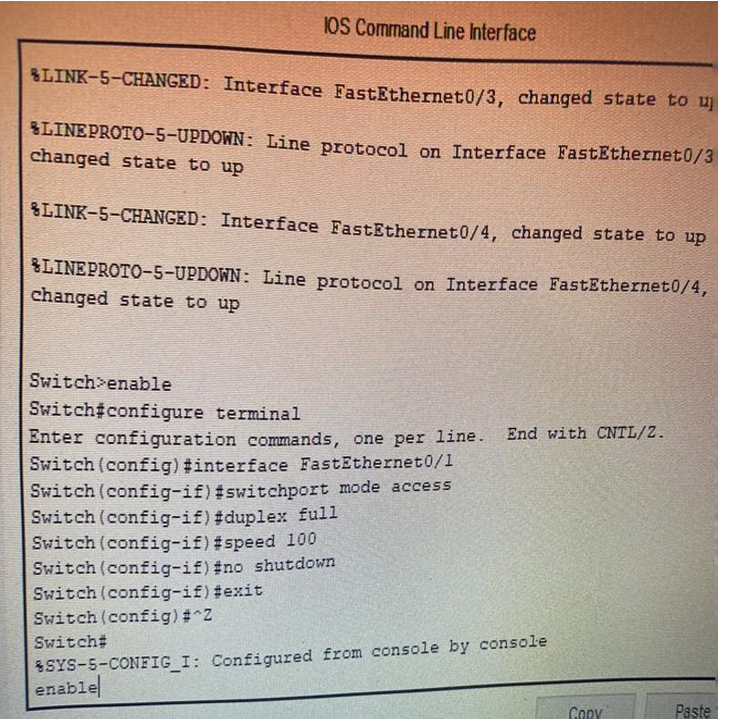 IOS Command Line Interface
%LINK-5-CHANGED: Interface FastEthernet0/3, changed state to
%LINEPROTO-5-UPDOWN: Line protocol on Interface FastEthernet0/3
changed state to up
%LINK-5-CHANGED: Interface FastEthernet0/4, changed state to up
%LINEPROTO-5-UPDOWN: Line protocol on Interface FastEthernet0/4,
changed state to up
Switch>enable
Switch#configure terminal
Enter configuration commands, one per line.  End with CNTL/Z.
Switch(config)#interface FastEthernet0/1
Switch(config-if)#switchport mode access
Switch(config-if)#duplex full
Switch(config-if)#speed 100
Switch(config-if)#no shutdown
Switch(config-if)#exit
Switch(config)#^Z
Switch#
%SYS-5-CONFIG_I: Configured from console by console
enable
Copy
Paste